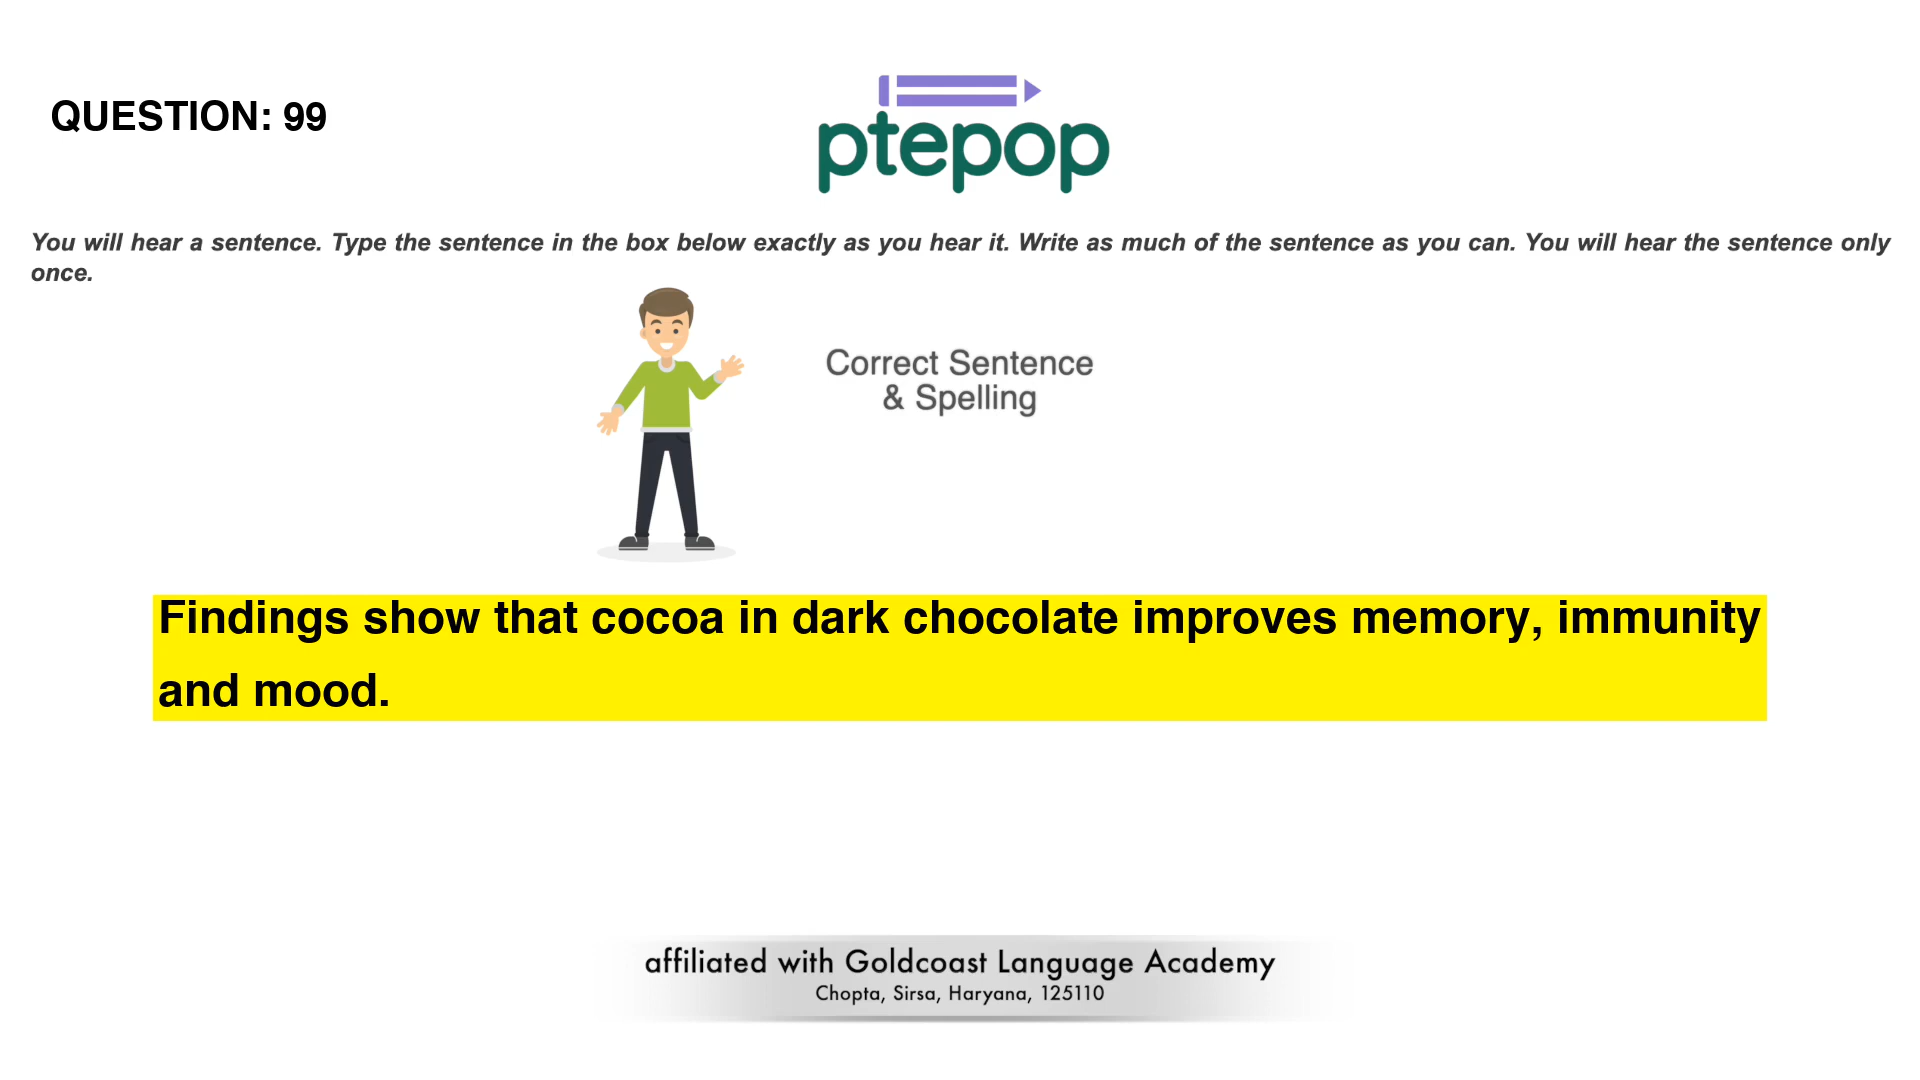 QUESTION: 99
ptepop
You will hear a sentence. Type the sentence in the box below exactly as you hear it. Write as much of the sentence as you can. You will hear the sentence only
once.
Correct Sentence
& Spelling
Findings show that cocoa in dark chocolate improves memory, immunity
and mood.
affiliated with Goldcoast Language Academy
Chopta, Sirsa, Haryana, 125110